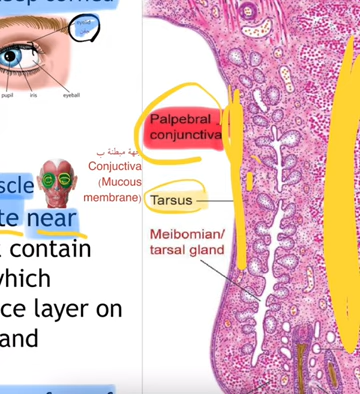 pupil iris eyeball
Palpebral
conjunctiva
مبطنة ب
Conjuctiva
(Mucous
membrane)
scle
te near
contain
which
ce layer on
and
Tarsus
Meibomian/
tarsal gland